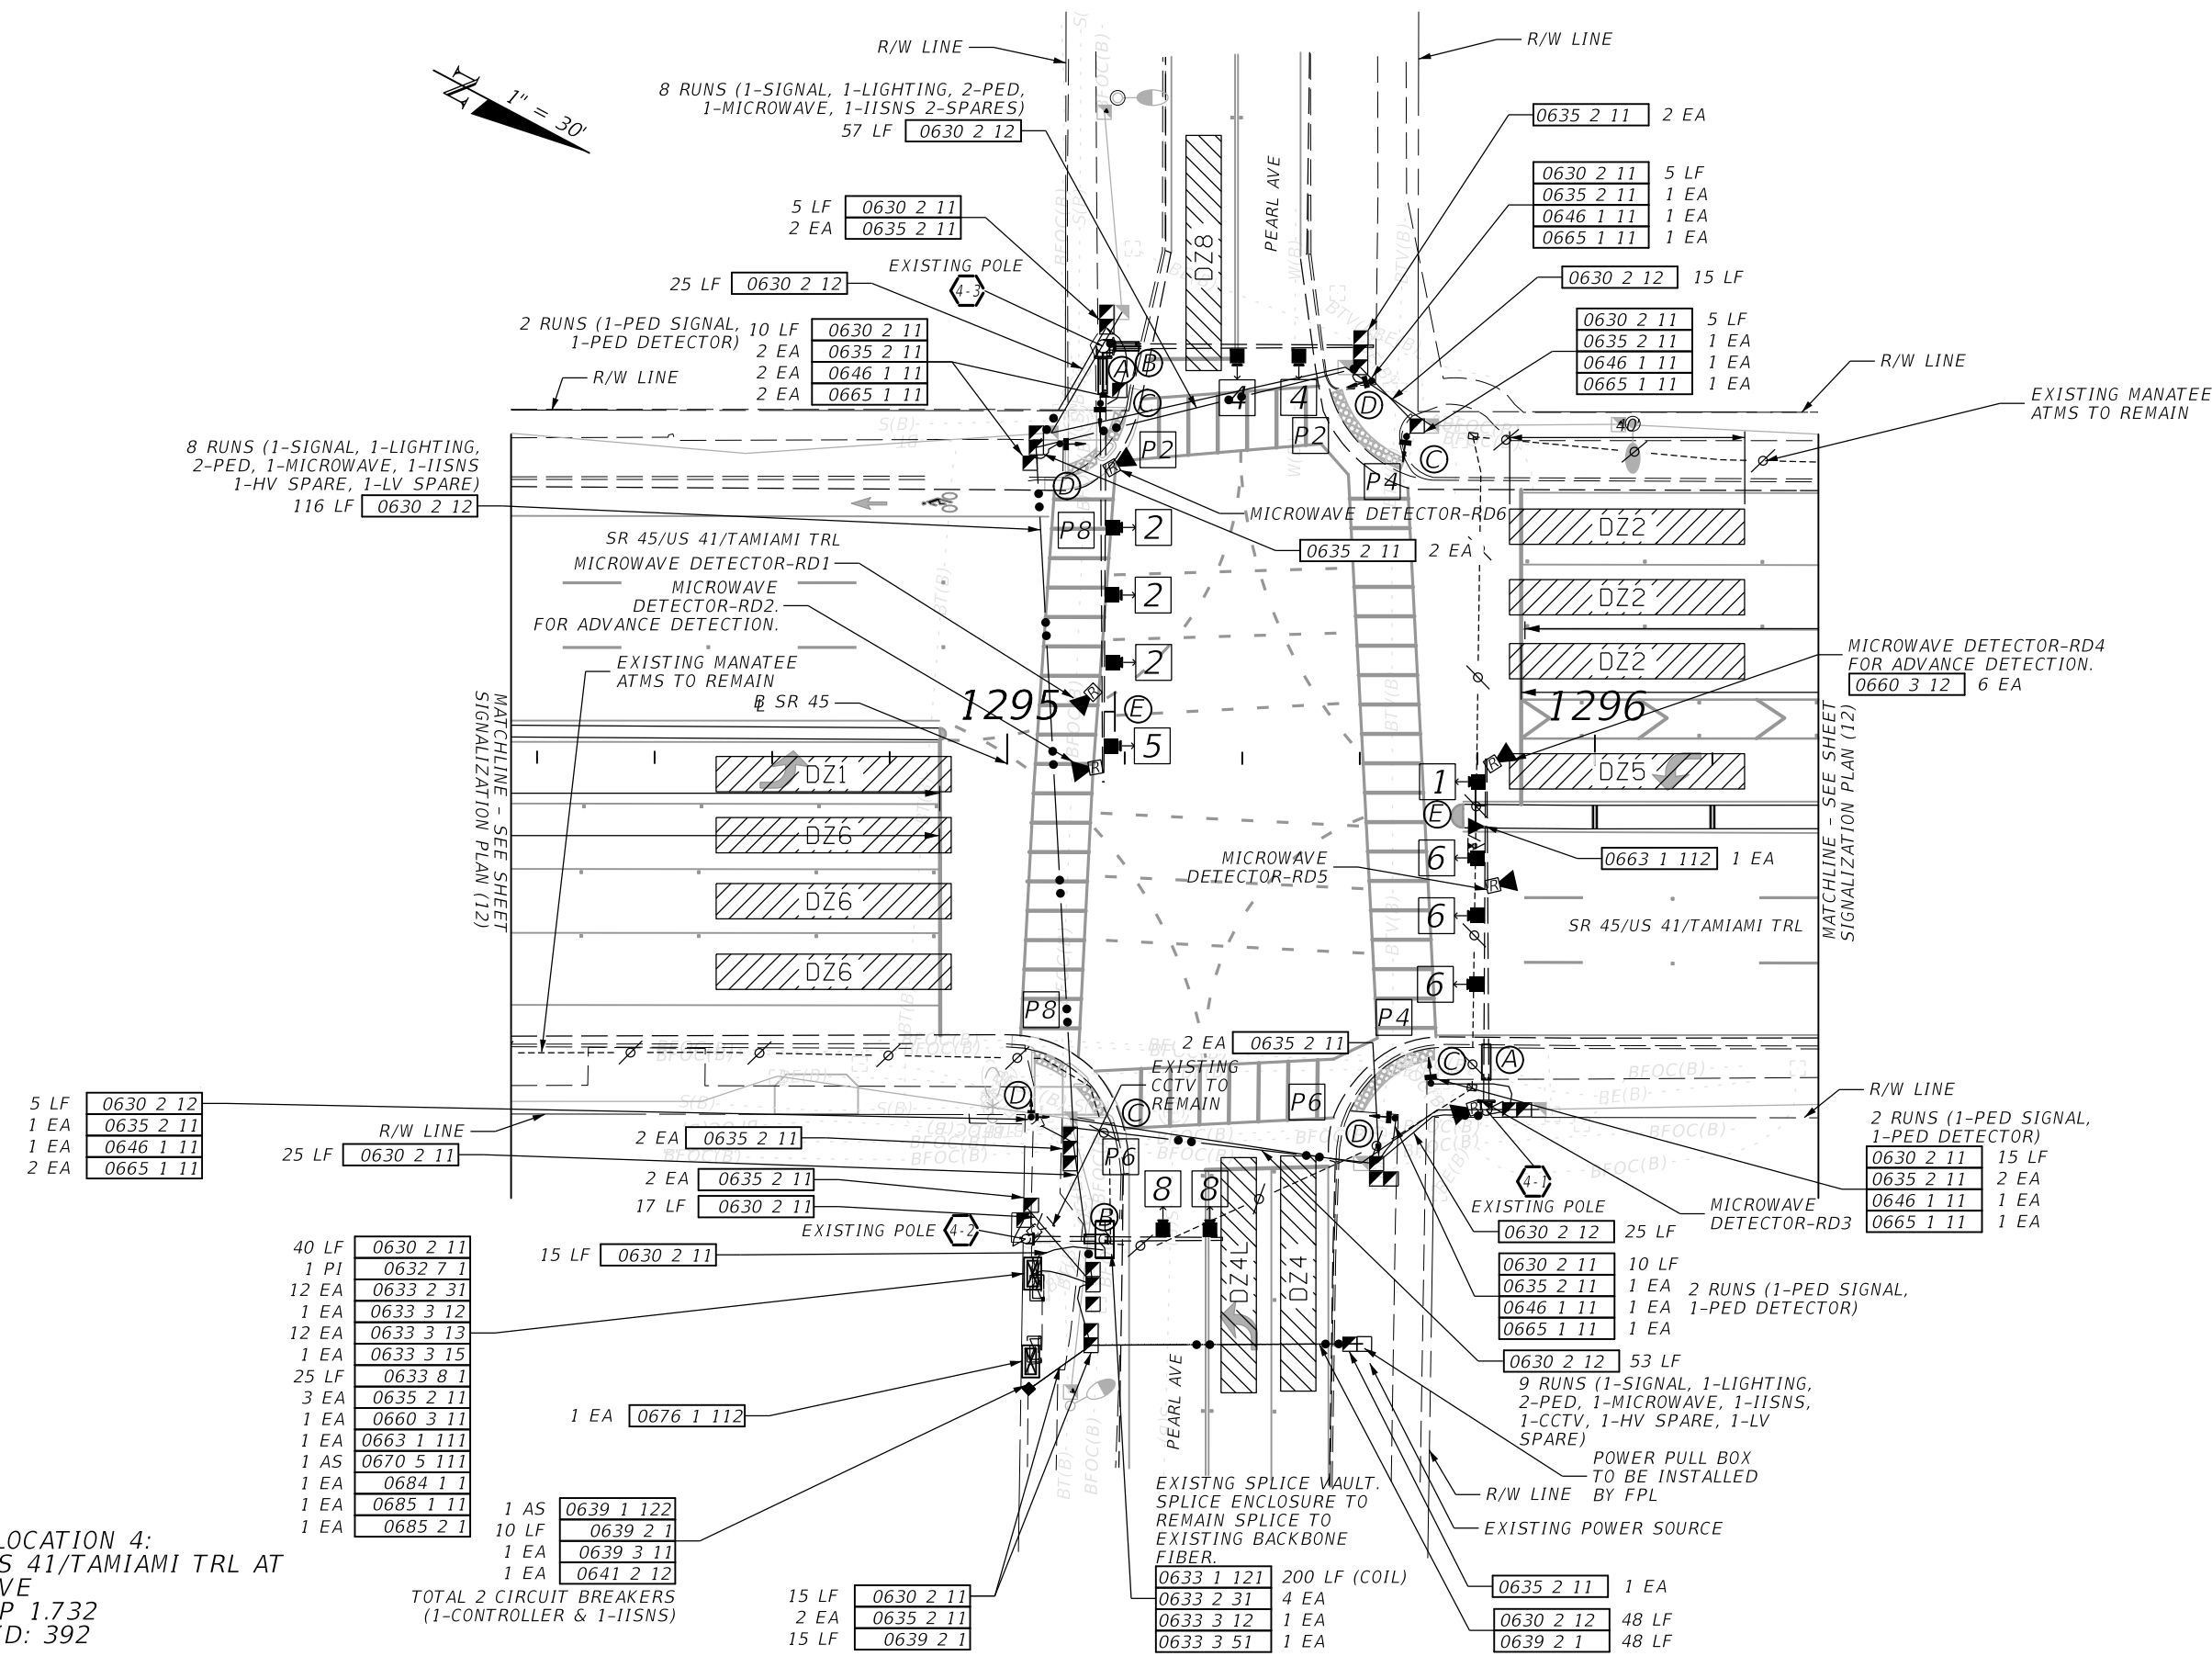 R/W LINE
R/W LINE
1" = 30'
N
8 RUNS (1-SIGNAL, 1-LIGHTING, 2-PED,
1-MICROWAVE, 1-IISNS 2-SPARES)
57 LF 0630 2 12
0635 2 11 2 EA
0630 2 11 5 LF
0635 2 11 1 EA
0646 1 11 1 EA
0665 1 11 1 EA
5 LF 0630 2 11
2 EA 0635 2 11
PEARL AVE
DZ8
EXISTING POLE
4-3
25 LF 0630 2 12
0630 2 12 15 LF
2 RUNS (1-PED SIGNAL,
1-PED DETECTOR)
10 LF 0630 2 11
2 EA 0635 2 11
2 EA 0646 1 11
2 EA 0665 1 11
0630 2 11 5 LF
0635 2 11 1 EA
0646 1 11 1 EA
0665 1 11 1 EA
R/W LINE
R/W LINE
EXISTING MANATEE
ATMS TO REMAIN
A
B
C
D
4
4
P2
P2
D
C
P4
40'
8 RUNS (1-SIGNAL, 1-LIGHTING,
2-PED, 1-MICROWAVE, 1-IISNS
1-HV SPARE, 1-LV SPARE)
116 LF 0630 2 12
MICROWAVE DETECTOR-RD6
0635 2 11 2 EA
P8
2
2
2
5
DZ2
DZ2
DZ2
DZ5
SR 45/US 41/TAMIAMI TRL
MICROWAVE DETECTOR-RD1
MICROWAVE
DETECTOR-RD2.
FOR ADVANCE DETECTION.
EXISTING MANATEE
ATMS TO REMAIN
BL SR 45
1295
E
1296
MICROWAVE DETECTOR-RD4
FOR ADVANCE DETECTION.
0660 3 12 6 EA
MATCHLINE - SEE SHEET
SIGNALIZATION PLAN (12)
MATCHLINE - SEE SHEET
SIGNALIZATION PLAN (12)
DZ1
DZ6
DZ6
DZ6
1
E
6
6
6
0663 1 112 1 EA
MICROWAVE
DETECTOR-RD5
SR 45/US 41/TAMIAMI TRL
P8
P4
2 EA 0635 2 11
EXISTING
CCTV TO
REMAIN
C
A
D
C
P6
P6
D
5 LF 0630 2 12
1 EA 0635 2 11
1 EA 0646 1 11
2 EA 0665 1 11
R/W LINE
25 LF 0630 2 11
2 EA 0635 2 11
2 EA 0635 2 11
17 LF 0630 2 11
EXISTING POLE
4-2
15 LF 0630 2 11
B
8
8
DZ4L
DZ4
R/W LINE
2 RUNS (1-PED SIGNAL,
1-PED DETECTOR)
0630 2 11 15 LF
0635 2 11 2 EA
0646 1 11 1 EA
0665 1 11 1 EA
4-1
EXISTING POLE
MICROWAVE
DETECTOR-RD3
0630 2 12 25 LF
0630 2 11 10 LF
0635 2 11 1 EA
0646 1 11 1 EA
0665 1 11 1 EA
2 RUNS (1-PED SIGNAL,
1-PED DETECTOR)
0630 2 12 53 LF
9 RUNS (1-SIGNAL, 1-LIGHTING,
2-PED, 1-MICROWAVE, 1-IISNS,
1-CCTV, 1-HV SPARE, 1-LV
SPARE)
40 LF 0630 2 11
1 PI 0632 7 1
12 EA 0633 2 31
1 EA 0633 3 12
12 EA 0633 3 13
1 EA 0633 3 15
25 LF 0633 8 1
3 EA 0635 2 11
1 EA 0660 3 11
1 EA 0663 1 111
1 AS 0670 5 111
1 EA 0684 1 1
1 EA 0685 1 11
1 EA 0685 2 1
1 EA 0676 1 112
PEARL AVE
POWER PULL BOX
TO BE INSTALLED
BY FPL
R/W LINE
EXISTING POWER SOURCE
1 AS 0639 1 122
10 LF 0639 2 1
1 EA 0639 3 11
1 EA 0641 2 12
TOTAL 2 CIRCUIT BREAKERS
(1-CONTROLLER & 1-IISNS)
15 LF 0630 2 11
2 EA 0635 2 11
15 LF 0639 2 1
EXISTNG SPLICE VAULT.
SPLICE ENCLOSURE TO
REMAIN SPLICE TO
EXISTING BACKBONE
FIBER.
0633 1 121 200 LF (COIL)
0633 2 31 4 EA
0633 3 12 1 EA
0633 3 51 1 EA
0635 2 11 1 EA
0630 2 12 48 LF
0639 2 1 48 LF
LOCATION 4:
S 41/TAMIAMI TRL AT
VE
P 1.732
D: 392